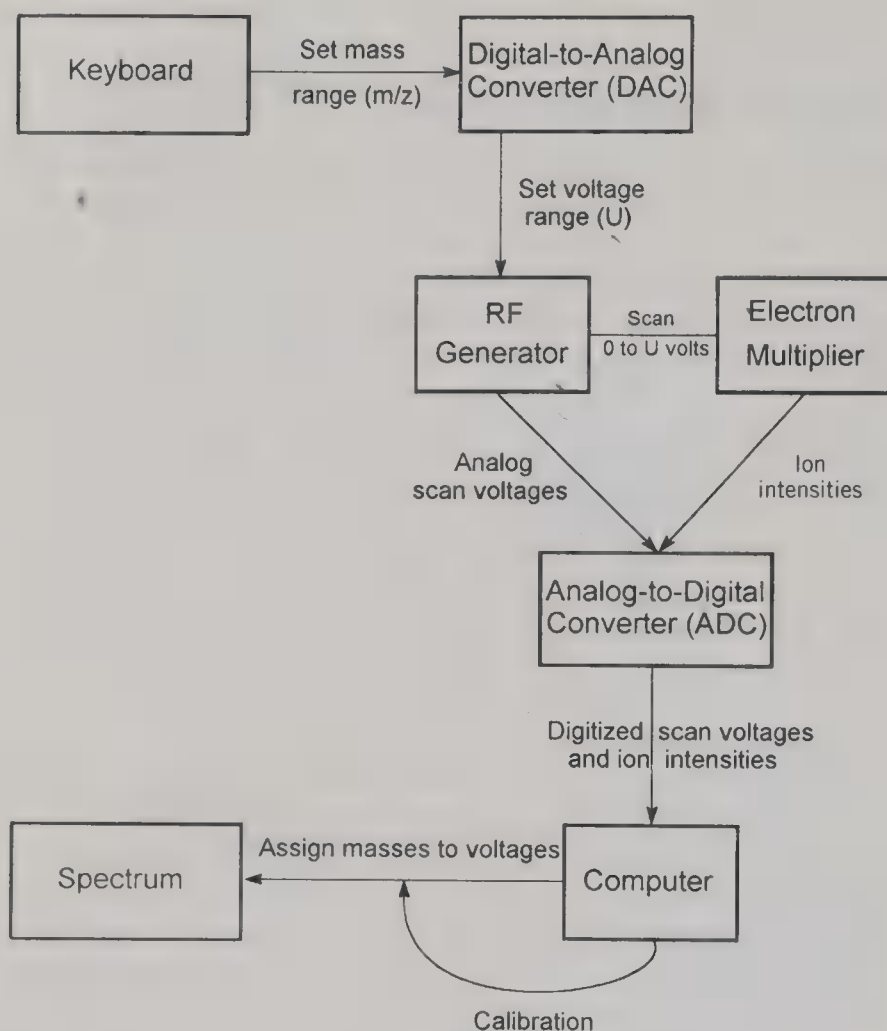 Keyboard
Set mass
range (m/z)
Digital-to-Analog
Converter (DAC)
Set voltage
range (U)
RF
Generator
Scan
0 to U volts
Electron
Multiplier
Analog
scan voltages
Ion
intensities
Analog-to-Digital
Converter (ADC)
Digitized scan voltages
and ion intensities
Spectrum
Assign masses to voltages
Computer
Calibration